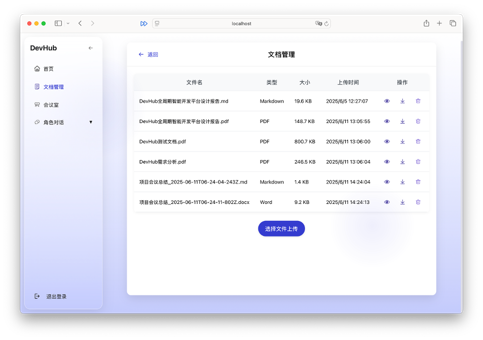 localhost
DevHub
首页
文档管理
会议室
角色对话
退出登录
返回
文档管理
文件名 类型 大小 上传时间 操作
DevHub全周期智能开发平台设计报告.md Markdown 19.6 KB 2025/6/5 12:27:07
DevHub全周期智能开发平台设计报告.pdf PDF 148.7 KB 2025/6/11 13:05:55
DevHub测试文档.pdf PDF 800.7 KB 2025/6/11 13:06:00
DevHub需求分析.pdf PDF 246.5 KB 2025/6/11 13:06:04
项目会议总结_2025-06-11T06-24-04-243Z.md Markdown 1.4 KB 2025/6/11 14:24:04
项目会议总结_2025-06-11T06-24-11-802Z.docx Word 9.2 KB 2025/6/11 14:24:13
选择文件上传